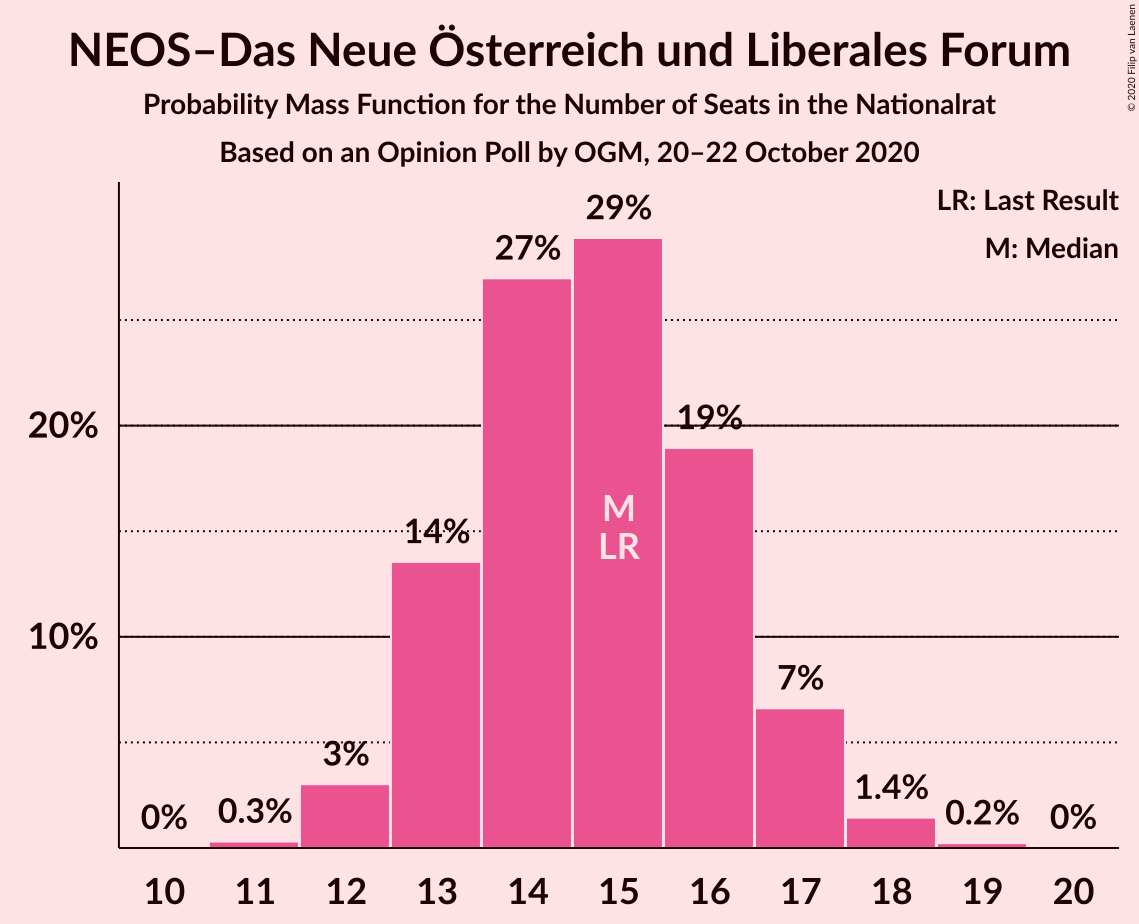 NEOS–Das Neue Österreich und Liberales Forum
Probability Mass Function for the Number of Seats in the Nationalrat
Based on an Opinion Poll by OGM, 20–22 October 2020
© 2020 Filip van Laenen
LR: Last Result
M: Median
29%
27%
20%
19%
M
LR
14%
10%
7%
3%
1.4%
0%
0.3%
0.2%
0%
10 11 12 13 14 15 16 17 18 19 20